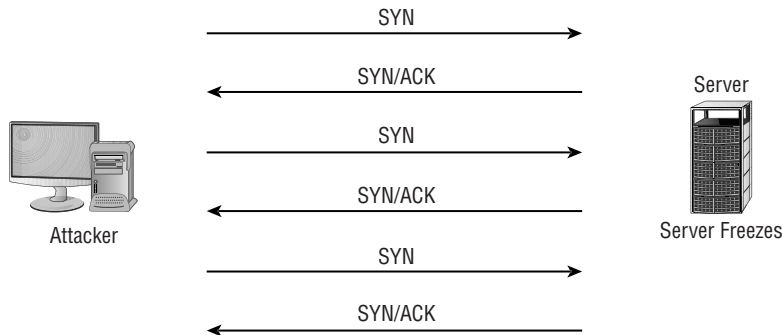 SYN
SYN/ACK
Server
SYN
SYN/ACK
Attacker
Server Freezes
SYN
SYN/ACK